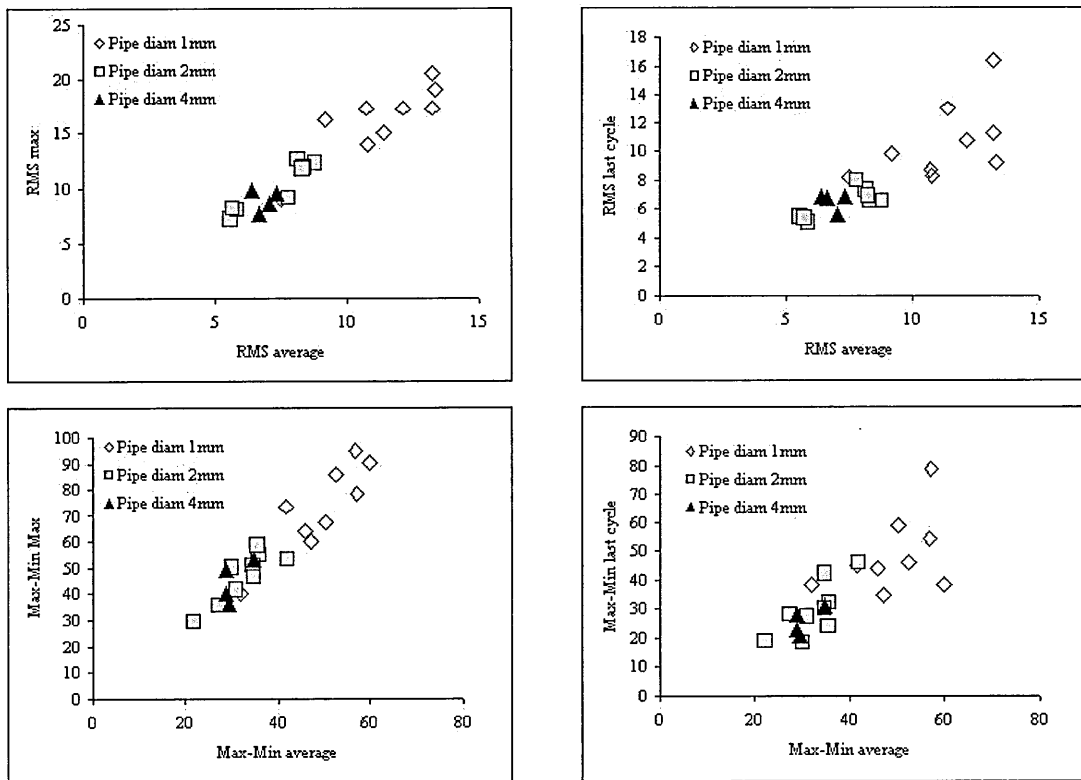 25
20
15
10
5
0
RMS max
◇ Pipe diam 1mm
□ Pipe diam 2mm
▲ Pipe diam 4mm
0 5 10 15
RMS average
18
16
14
12
10
8
6
4
2
0
RMS last cycle
◇ Pipe diam 1mm
□ Pipe diam 2mm
▲ Pipe diam 4mm
0 5 10 15
RMS average
100
90
80
70
60
50
40
30
20
10
0
Max-Min Max
◇ Pipe diam 1mm
□ Pipe diam 2mm
▲ Pipe diam 4mm
0 20 40 60 80
Max-Min average
90
80
70
60
50
40
30
20
10
0
Max-Min last cycle
◇ Pipe diam 1mm
□ Pipe diam 2mm
▲ Pipe diam 4mm
0 20 40 60 80
Max-Min average